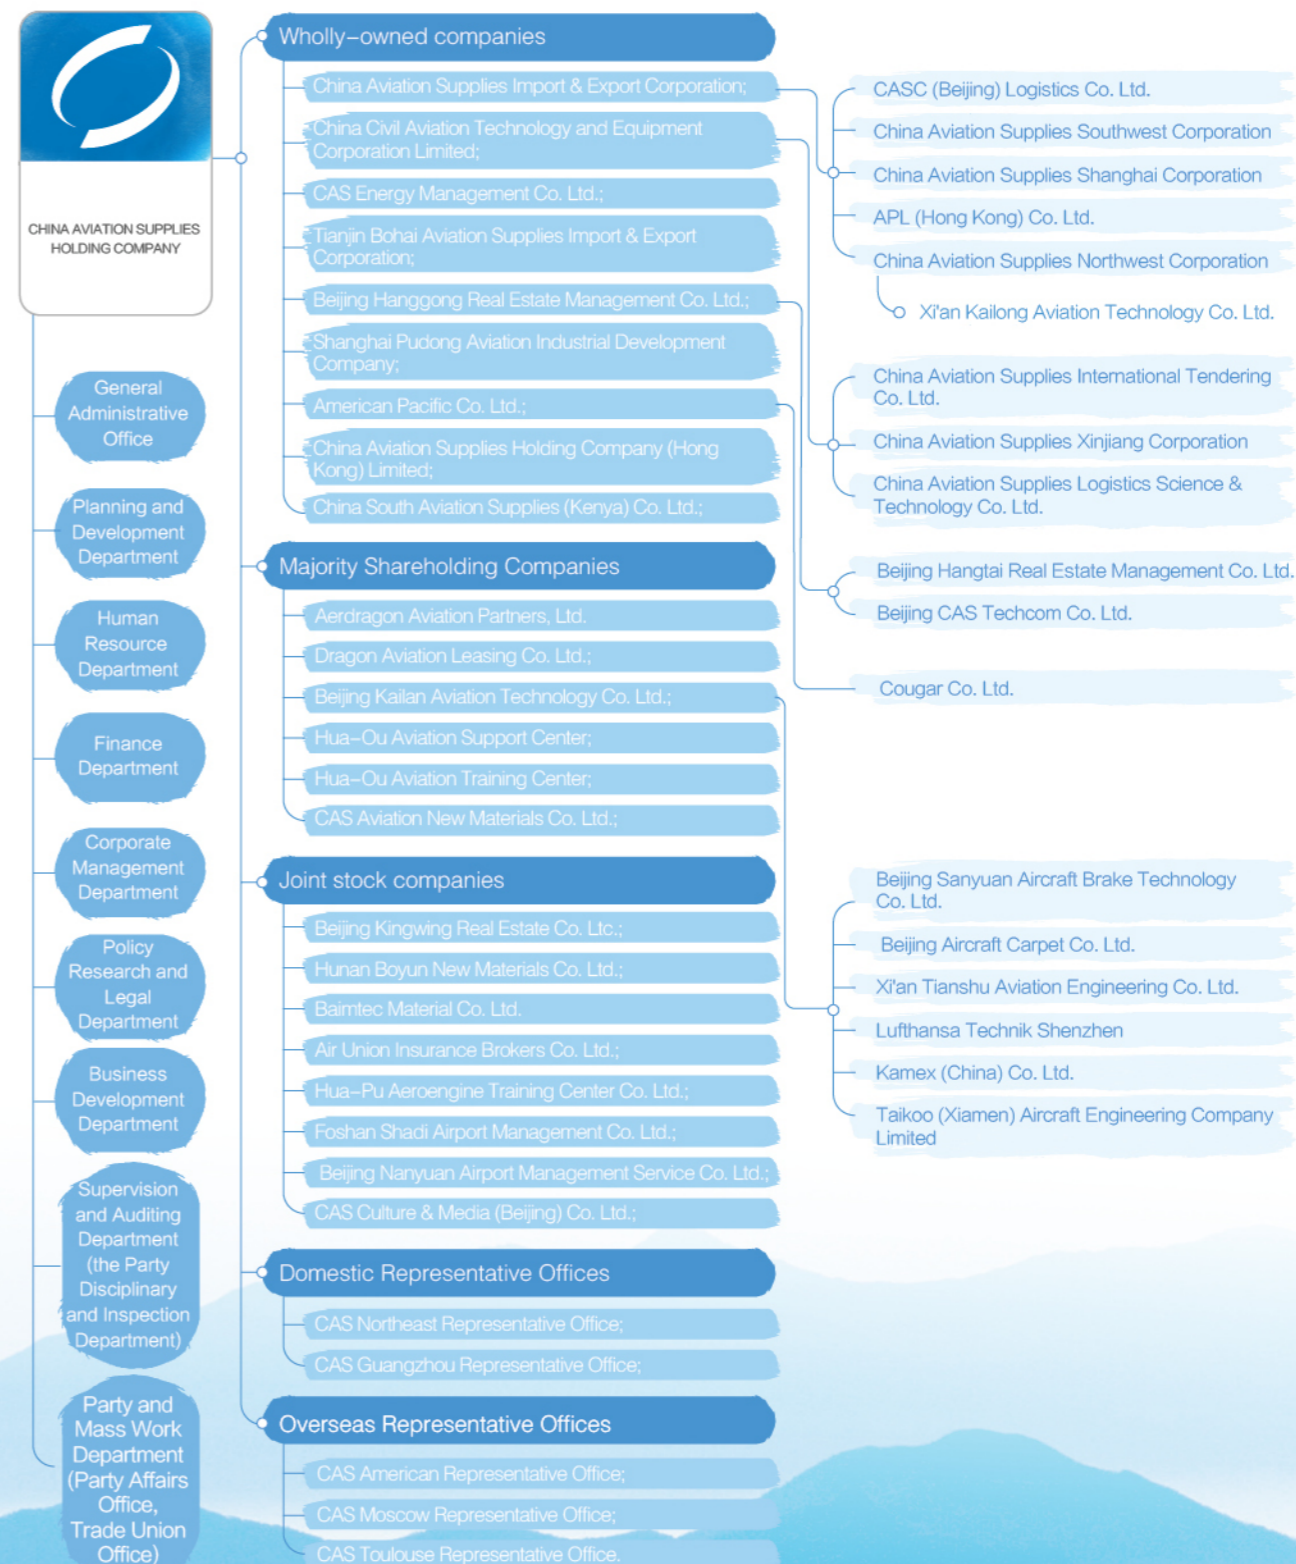 CHINA AVIATION SUPPLIES
HOLDING COMPANY
General
Administrative
Office
Planning and
Development
Department
Human
Resource
Department
Finance
Department
Corporate
Management
Department
Policy
Research and
Legal
Department
Business
Development
Department
Supervision
and Auditing
Department
(the Party
Disciplinary
and Inspection
Department)
Party and
Mass Work
Department
(Party Affairs
Office,
Trade Union
Office)
Wholly-owned companies
China Aviation Supplies Import & Export Corporation;
China Civil Aviation Technology and Equipment
Corporation Limited;
CAS Energy Management Co. Ltd.;
Tianjin Bohai Aviation Supplies Import & Export
Corporation;
Beijing Hanggong Real Estate Management Co. Ltd.;
Shanghai Pudong Aviation Industrial Development
Company;
American Pacific Co. Ltd.;
China Aviation Supplies Holding Company (Hong
Kong) Limited;
China South Aviation Supplies (Kenya) Co. Ltd.;
Majority Shareholding Companies
Aerdragon Aviation Partners, Ltd.
Dragon Aviation Leasing Co. Ltd.;
Beijing Kailan Aviation Technology Co. Ltd.;
Hua-Ou Aviation Support Center;
Hua-Ou Aviation Training Center;
CAS Aviation New Materials Co. Ltd.;
Joint stock companies
Beijing Kingwing Real Estate Co. Ltc.;
Hunan Boyun New Materials Co. Ltd.;
Baimtec Material Co. Ltd.
Air Union Insurance Brokers Co. Ltd.;
Hua-Pu Aeroengine Training Center Co. Ltd.;
Foshan Shadi Airport Management Co. Ltd.;
Beijing Nanyuan Airport Management Service Co. Ltd.;
CAS Culture & Media (Beijing) Co. Ltd.;
Domestic Representative Offices
CAS Northeast Representative Office;
CAS Guangzhou Representative Office;
Overseas Representative Offices
CAS American Representative Office;
CAS Moscow Representative Office;
CAS Toulouse Representative Office.
CASC (Beijing) Logistics Co. Ltd.
China Aviation Supplies Southwest Corporation
China Aviation Supplies Shanghai Corporation
APL (Hong Kong) Co. Ltd.
China Aviation Supplies Northwest Corporation
Xi'an Kailong Aviation Technology Co. Ltd.
China Aviation Supplies International Tendering
Co. Ltd.
China Aviation Supplies Xinjiang Corporation
China Aviation Supplies Logistics Science &
Technology Co. Ltd.
Beijing Hangtai Real Estate Management Co. Ltd.
Beijing CAS Techcom Co. Ltd.
Cougar Co. Ltd.
Beijing Sanyuan Aircraft Brake Technology
Co. Ltd.
Beijing Aircraft Carpet Co. Ltd.
Xi'an Tianshu Aviation Engineering Co. Ltd.
Lufthansa Technik Shenzhen
Kamex (China) Co. Ltd.
Taikoo (Xiamen) Aircraft Engineering Company
Limited